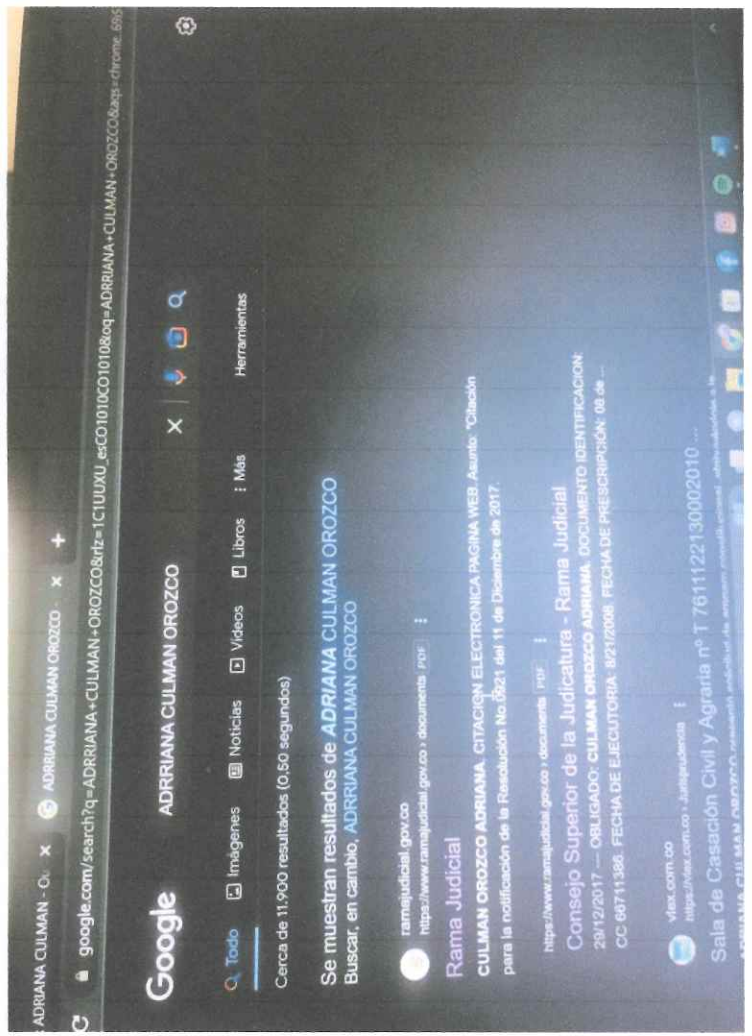 ADRIANA CULMAN - 
ADRRIANA CULMAN OROZCO -
google.com/search?q=ADRRIANA+CULMAN+OROZCO&rlz=1C1UUXU_esCO1010CO1010&oq=ADRRIANA+CULMAN+OROZCO&aqs=chrome..69i5
Google
ADRRIANA CULMAN OROZCO
Todo
Imágenes
Noticias
Videos
Libros
Más
Herramientas
Cerca de 11,900 resultados (0,50 segundos)
Se muestran resultados de ADRIANA CULMAN OROZCO
Buscar, en cambio, ADRRIANA CULMAN OROZCO
ramajudicial.gov.co
https://www.ramajudicial.gov.co › documents PDF
Rama Judicial
CULMAN OROZCO ADRIANA. CITACION ELECTRONICA PAGINA WEB. Asunto: "Citación
para la notificación de la Resolución No. del 11 de Diciembre de 2017.
https://www.ramajudicial.gov.co › documents PDF
Consejo Superior de la Judicatura - Rama Judicial
29/12/2017 — OBLIGADO: CULMAN OROZCO ADRIANA. DOCUMENTO IDENTIFICACION:
CC 66711386. FECHA DE EJECUTORIA: 8/21/2008. FECHA DE PRESCRIPCIÓN: 08 de ...
vlex.com.co
https://vlex.com.co › Jurisprudencia
Sala de Casación Civil y Agraria nº T 7611122130002010 ...
ADRIANA CULMAN OROZCO